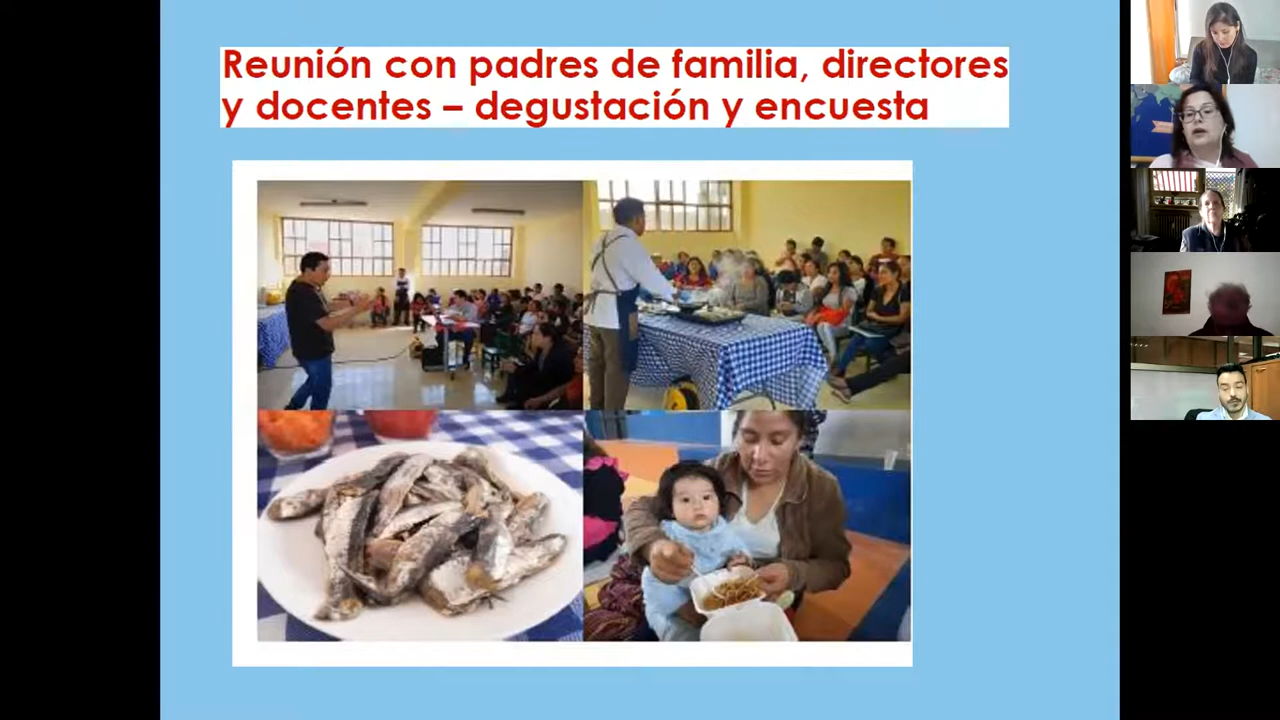 Reunión con padres de familia, directores
y docentes – degustación y encuesta